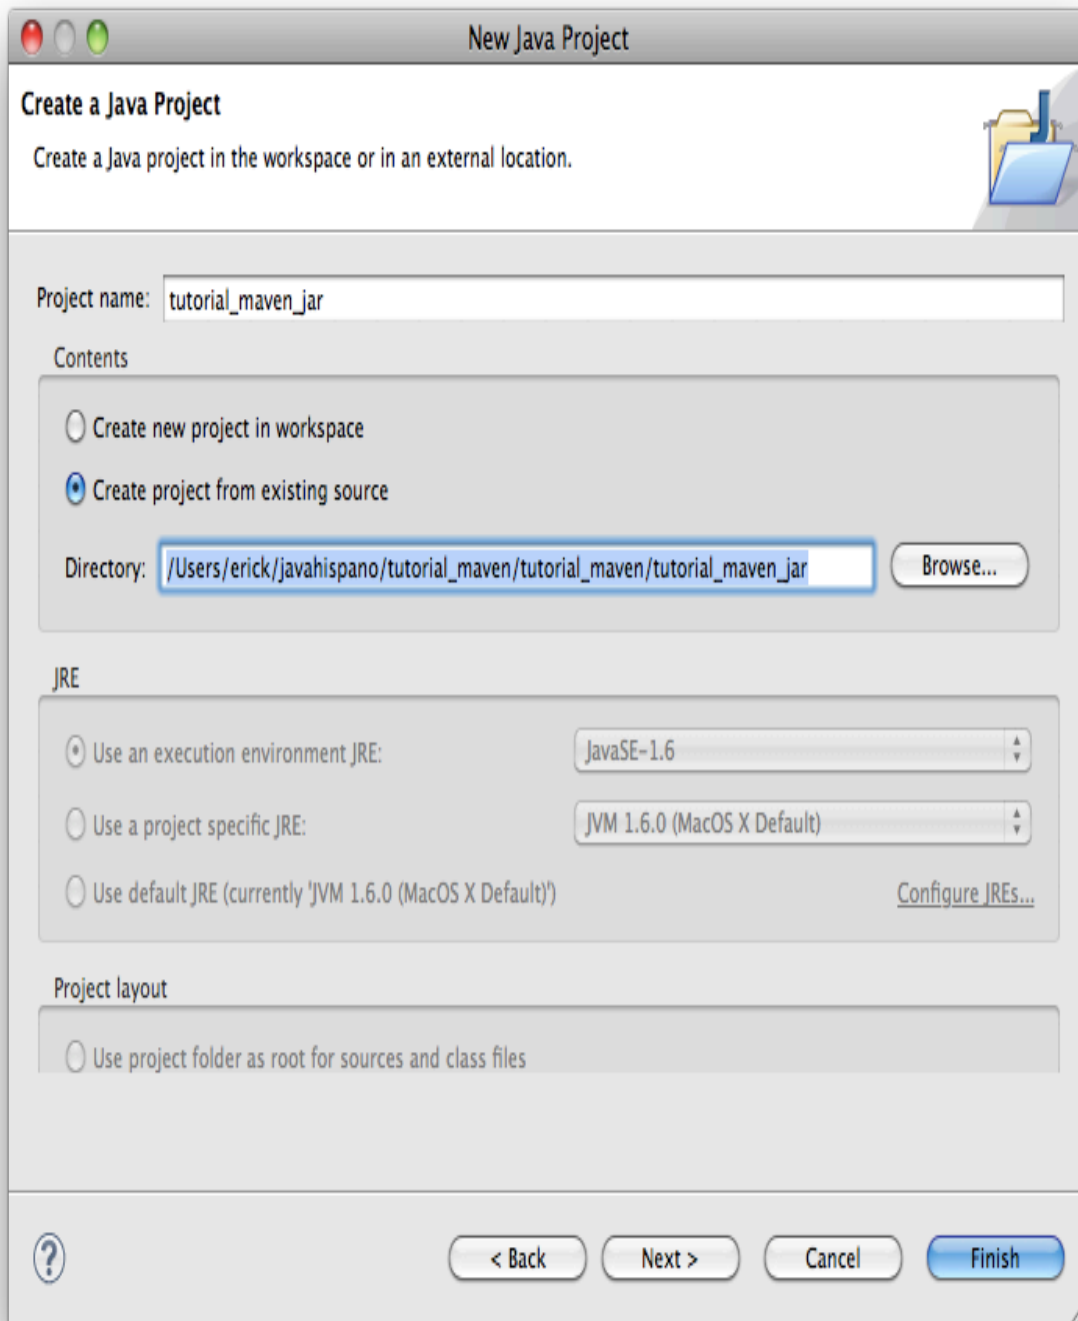 New Java Project
Create a Java Project
Create a Java project in the workspace or in an external location.
Project name: tutorial_maven_jar
Contents
Create new project in workspace
Create project from existing source
Directory: /Users/erick/javahispano/tutorial_maven/tutorial_maven/tutorial_maven_jar Browse...
JRE
Use an execution environment JRE: JavaSE-1.6
Use a project specific JRE: JVM 1.6.0 (MacOS X Default)
Use default JRE (currently 'JVM 1.6.0 (MacOS X Default)') Configure JREs...
Project layout
Use project folder as root for sources and class files
? < Back Next > Cancel Finish